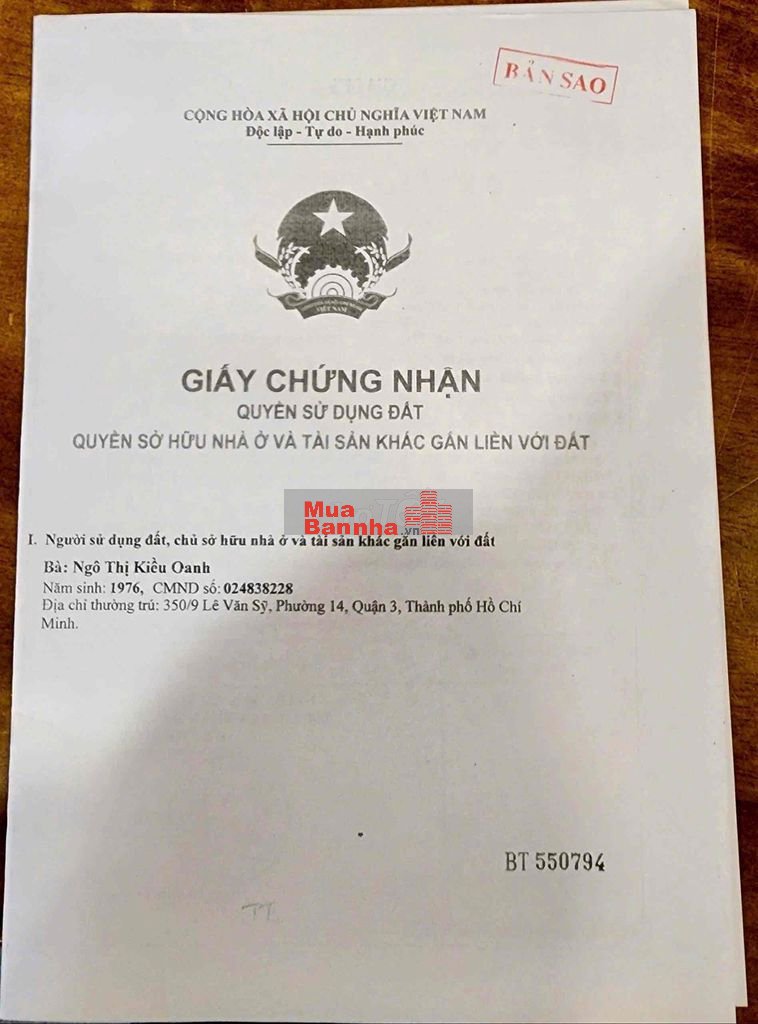 BẢN SAO
CỘNG HÒA XÃ HỘI CHỦ NGHĨA VIỆT NAM
Độc lập - Tự do - Hạnh phúc
VIỆT NAM
GIẤY CHỨNG NHẬN
QUYỀN SỬ DỤNG ĐẤT
QUYỀN SỞ HỮU NHÀ Ở VÀ TÀI SẢN KHÁC GẮN LIỀN VỚI ĐẤT
Mua
Bannha.vn
I. Người sử dụng đất, chủ sở hữu nhà ở và tài sản khác gắn liền với đất
Bà: Ngô Thị Kiều Oanh
Năm sinh: 1976, CMND số: 024838228
Địa chỉ thường trú: 350/9 Lê Văn Sỹ, Phường 14, Quận 3, Thành phố Hồ Chí
Minh.
BT 550794